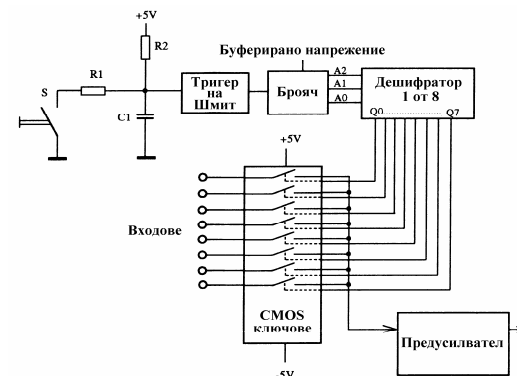 +5V
R2
Буферирано напрежение
S
R1
C1
Тригер
на
Шмит
Брояч
A2
A1
A0
Дешифратор
1 от 8
Q0
Q7
+5V
Входове
CMOS
ключове
-5V
Предусилвател